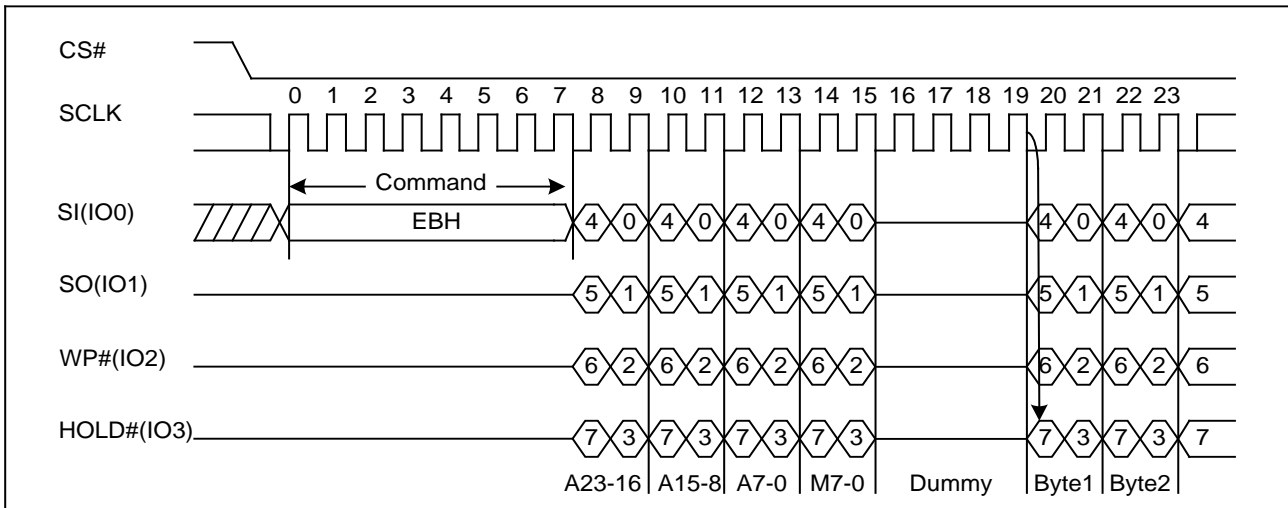 CS#
0 1 2 3 4 5 6 7 8 9 10 11 12 13 14 15 16 17 18 19 20 21 22 23
SCLK
Command
SI(IO0) EBH 4 0 4 0 4 0 4 0 4 0 4 0 4
SO(IO1) 5 1 5 1 5 1 5 1 5 1 5 1 5
WP#(IO2) 6 2 6 2 6 2 6 2 6 2 6 2 6
HOLD#(IO3) 7 3 7 3 7 3 7 3 7 3 7 3 7
A23-16 A15-8 A7-0 M7-0 Dummy Byte1 Byte2